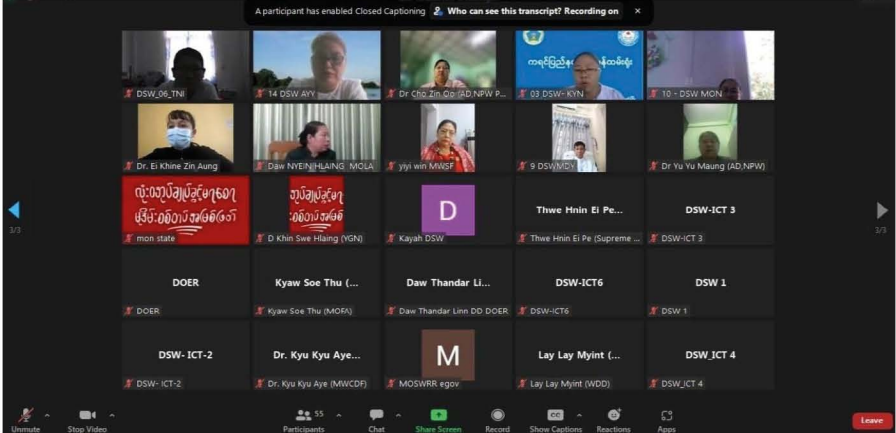 A participant has enabled Closed Captioning Who can see this transcript? Recording on ×
DSW_06_TNI
14 DSW AYY
Dr Cho Zin Oo (AD,NPW P...
03 DSW- KYN
10 - DSW MON
Dr. Ei Khine Zin Aung
Daw NYEIN HLAING MOLA
yiyi win MWSF
9 DSWMDY
Dr Yu Yu Maung (AD,NPW)
mon state
D Khin Swe Hlaing (YGN)
D
Kayah DSW
Thwe Hnin Ei Pe...
Thwe Hnin Ei Pe (Supreme ...
DSW-ICT 3
DSW-ICT 3
3/3
3/3
DOER
DOER
Kyaw Soe Thu (...
Kyaw Soe Thu (MOFA)
Daw Thandar Li...
Daw Thandar Linn DD DOER
DSW-ICT6
DSW-ICT6
DSW 1
DSW 1
DSW- ICT-2
DSW- ICT-2
Dr. Kyu Kyu Aye...
Dr. Kyu Kyu Aye (MWCDF)
M
MOSWRR egov
Lay Lay Myint (...
Lay Lay Myint (WDD)
DSW_ICT 4
DSW_ICT 4
Unmute
Stop Video
55
Participants
Chat
Share Screen
Record
CC
Show Captions
Reactions
Apps
Leave